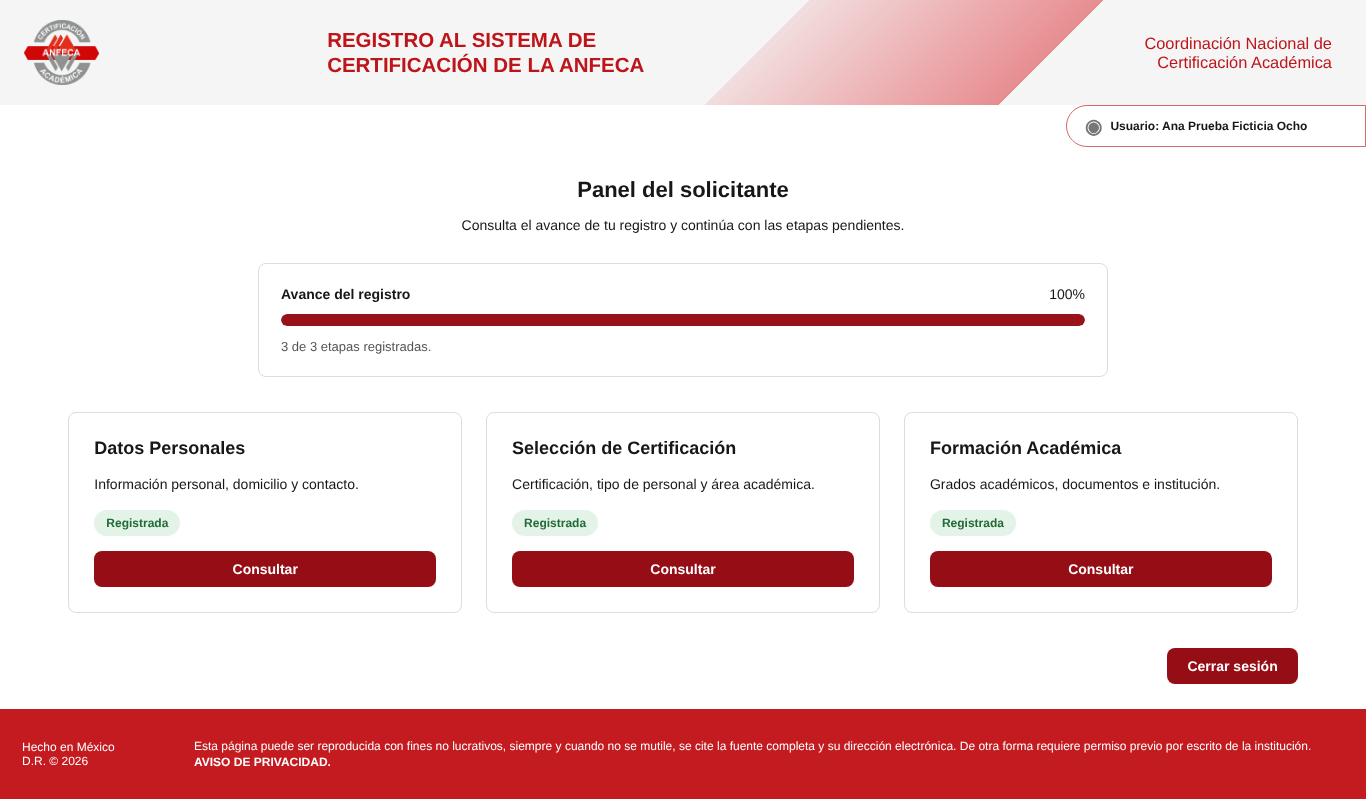 CERTIFICACIÓN
ANFECA
ACADÉMICA
REGISTRO AL SISTEMA DE
CERTIFICACIÓN DE LA ANFECA
Coordinación Nacional de
Certificación Académica
Usuario: Ana Prueba Ficticia Ocho
Panel del solicitante
Consulta el avance de tu registro y continúa con las etapas pendientes.
Avance del registro 100%
3 de 3 etapas registradas.
Datos Personales
Información personal, domicilio y contacto.
Registrada
Consultar
Selección de Certificación
Certificación, tipo de personal y área académica.
Registrada
Consultar
Formación Académica
Grados académicos, documentos e institución.
Registrada
Consultar
Cerrar sesión
Hecho en México
D.R. © 2026
Esta página puede ser reproducida con fines no lucrativos, siempre y cuando no se mutile, se cite la fuente completa y su dirección electrónica. De otra forma requiere permiso previo por escrito de la institución.
AVISO DE PRIVACIDAD.